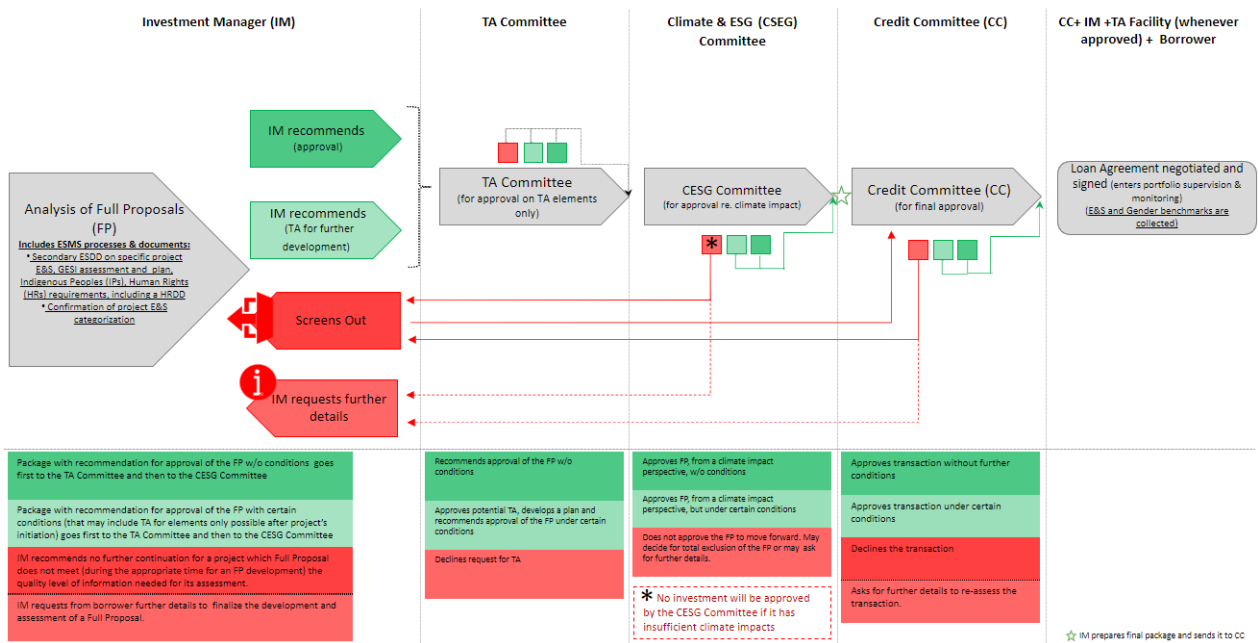 Investment Manager (IM)
TA Committee
Climate & ESG (CSEG)
Committee
Credit Committee (CC)
CC+ IM +TA Facility (whenever
approved) + Borrower
IM recommends
(approval)
IM recommends
(TA for further
development)
Analysis of Full Proposals
(FP)
Includes ESMS processes & documents:
• Secondary ESDD on specific project
E&S, GESI assessment and plan,
Indigenous Peoples (IPs), Human Rights
(HRs) requirements, including a HRDD
• Confirmation of project E&S
categorization
Screens Out
i
IM requests further
details
TA Committee
(for approval on TA elements
only)
CESG Committee
(for approval re. climate impact)
*
Credit Committee (CC)
(for final approval)
Loan Agreement negotiated and
signed (enters portfolio supervision &
monitoring)
(E&S and Gender benchmarks are
collected)
Package with recommendation for approval of the FP w/o conditions goes
first to the TA Committee and then to the CESG Committee
Package with recommendation for approval of the FP with certain
conditions (that may include TA for elements only possible after project's
initiation) goes first to the TA Committee and then to the CESG Committee
IM recommends no further continuation for a project which Full Proposal
does not meet (during the appropriate time for an FP development) the
quality level of information needed for its assessment.
IM requests from borrower further details to finalize the development and
assessment of a Full Proposal.
Recommends approval of the FP w/o
conditions
Approves potential TA, develops a plan and
recommends approval of the FP under certain
conditions
Declines request for TA
Approves FP, from a climate impact
perspective, w/o conditions
Approves FP, from a climate impact
perspective, but under certain conditions
Does not approve the FP to move forward. May
decide for total exclusion of the FP or may ask
for further details.
* No investment will be approved
by the CESG Committee if it has
insufficient climate impacts
Approves transaction without further
conditions
Approves transaction under certain
conditions
Declines the transaction
Asks for further details to re-assess the
transaction.
IM prepares final package and sends it to CC